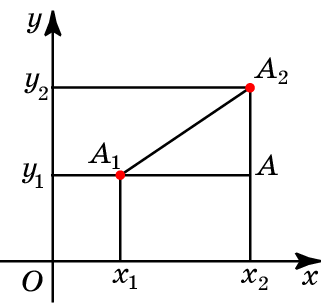 y
A₂
y₂
A₁
y₁
A
O
x₁
x₂
x